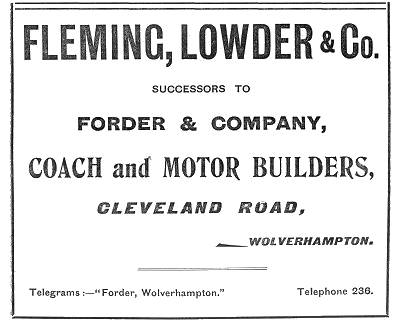 FLEMING, LOWDER & CO.
SUCCESSORS TO
FORDER & COMPANY,
COACH and MOTOR BUILDERS,
CLEVELAND ROAD,
WOLVERHAMPTON.
Telegrams:—"Forder, Wolverhampton." Telephone 236.